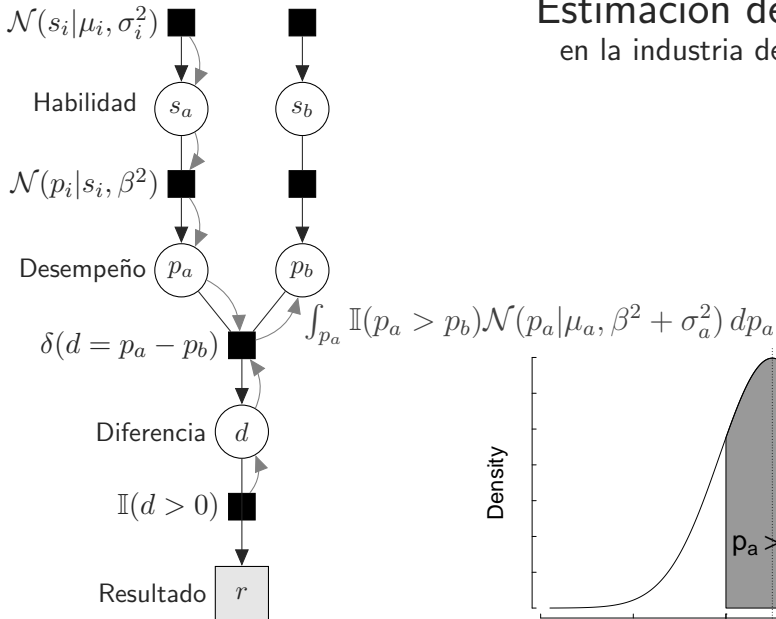 Estimación de
en la industria de
𝒩(s_i|μ_i, σ_i^2)
Habilidad
s_a
s_b
𝒩(p_i|s_i, β^2)
Desempeño
p_a
p_b
∫_{p_a} 𝕀(p_a > p_b)𝒩(p_a|μ_a, β^2 + σ_a^2) dp_a
δ(d = p_a − p_b)
Diferencia
d
𝕀(d > 0)
Resultado
r
Density
p_a >